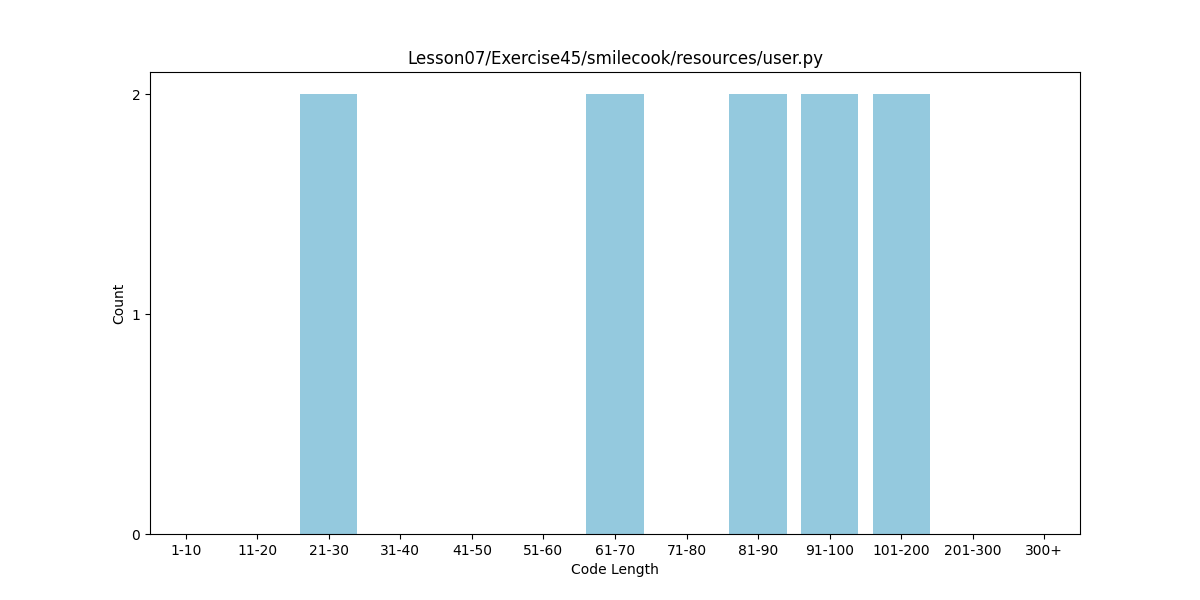 Lesson07/Exercise45/smilecook/resources/user.py
2
1
0
Count
1-10 11-20 21-30 31-40 41-50 51-60 61-70 71-80 81-90 91-100 101-200 201-300 300+
Code Length